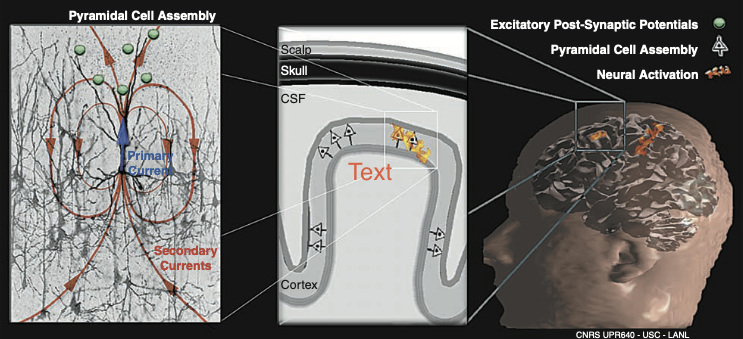 Pyramidal Cell Assembly
Excitatory Post-Synaptic Potentials
Pyramidal Cell Assembly
Neural Activation
Scalp
Skull
CSF
Primary
Current
Text
Secondary
Currents
Cortex
CNRS UPR640 - USC - LANL